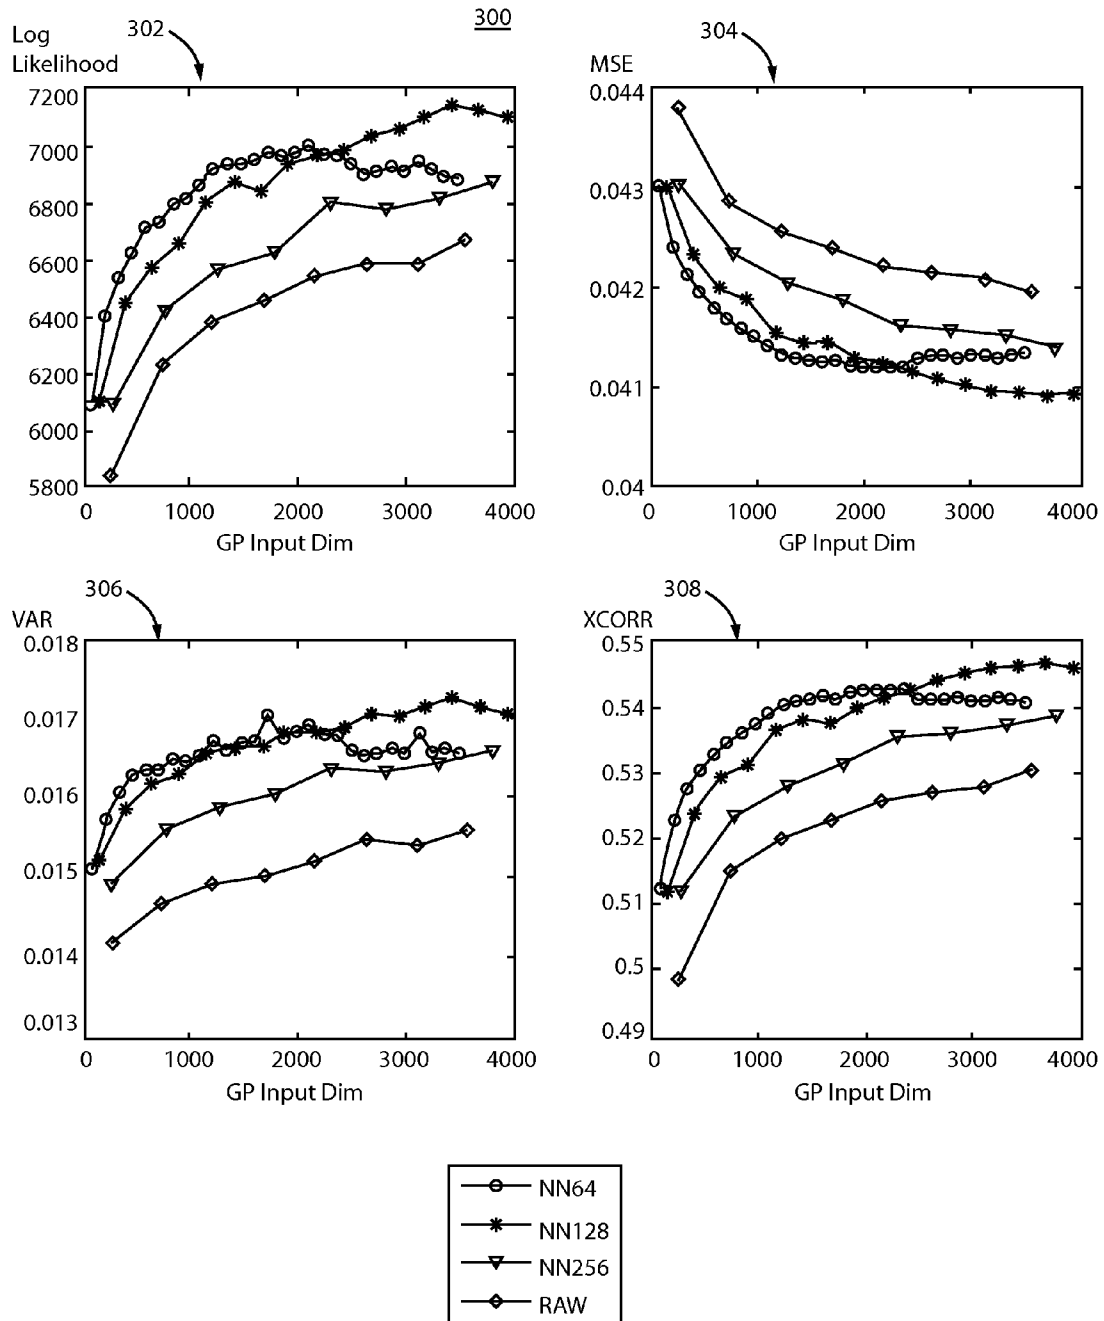 300
302
Log
Likelihood
7200
7000
6800
6600
6400
6200
6000
5800
0 1000 2000 3000 4000
GP Input Dim
304
MSE
0.044
0.043
0.042
0.041
0.04
0 1000 2000 3000 4000
GP Input Dim
306
VAR
0.018
0.017
0.016
0.015
0.014
0.013
0 1000 2000 3000 4000
GP Input Dim
308
XCORR
0.55
0.54
0.53
0.52
0.51
0.5
0.49
0 1000 2000 3000 4000
GP Input Dim
NN64
NN128
NN256
RAW